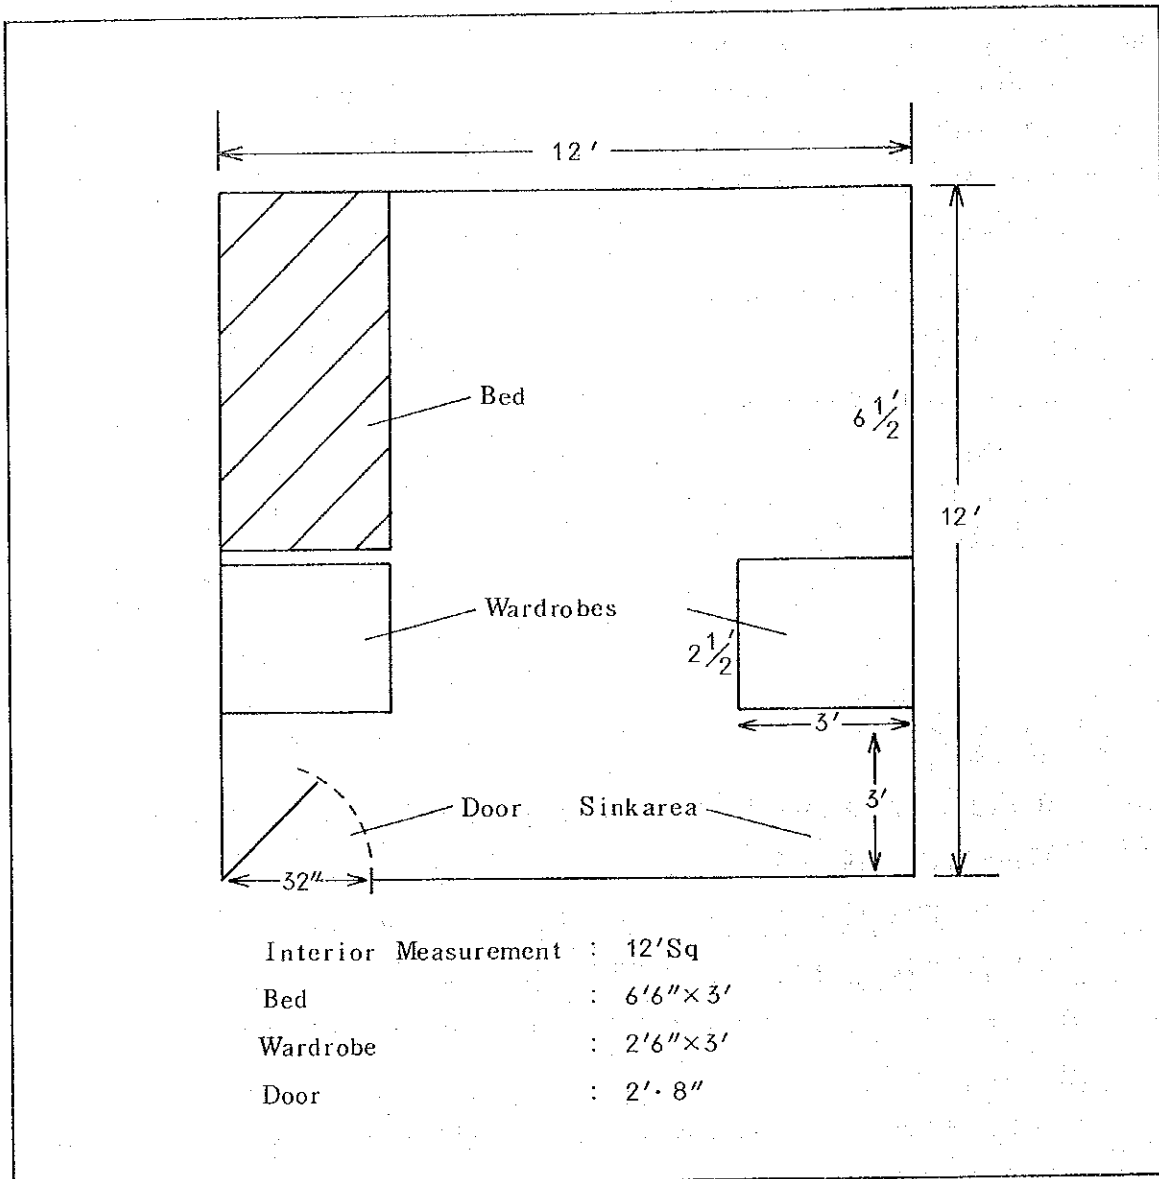 12'
Bed
6 1/2'
12'
Wardrobes
2 1/2'
3'
Door
Sinkarea
3'
32"
Interior Measurement : 12'Sq
Bed : 6'6"×3'
Wardrobe : 2'6"×3'
Door : 2'·8"